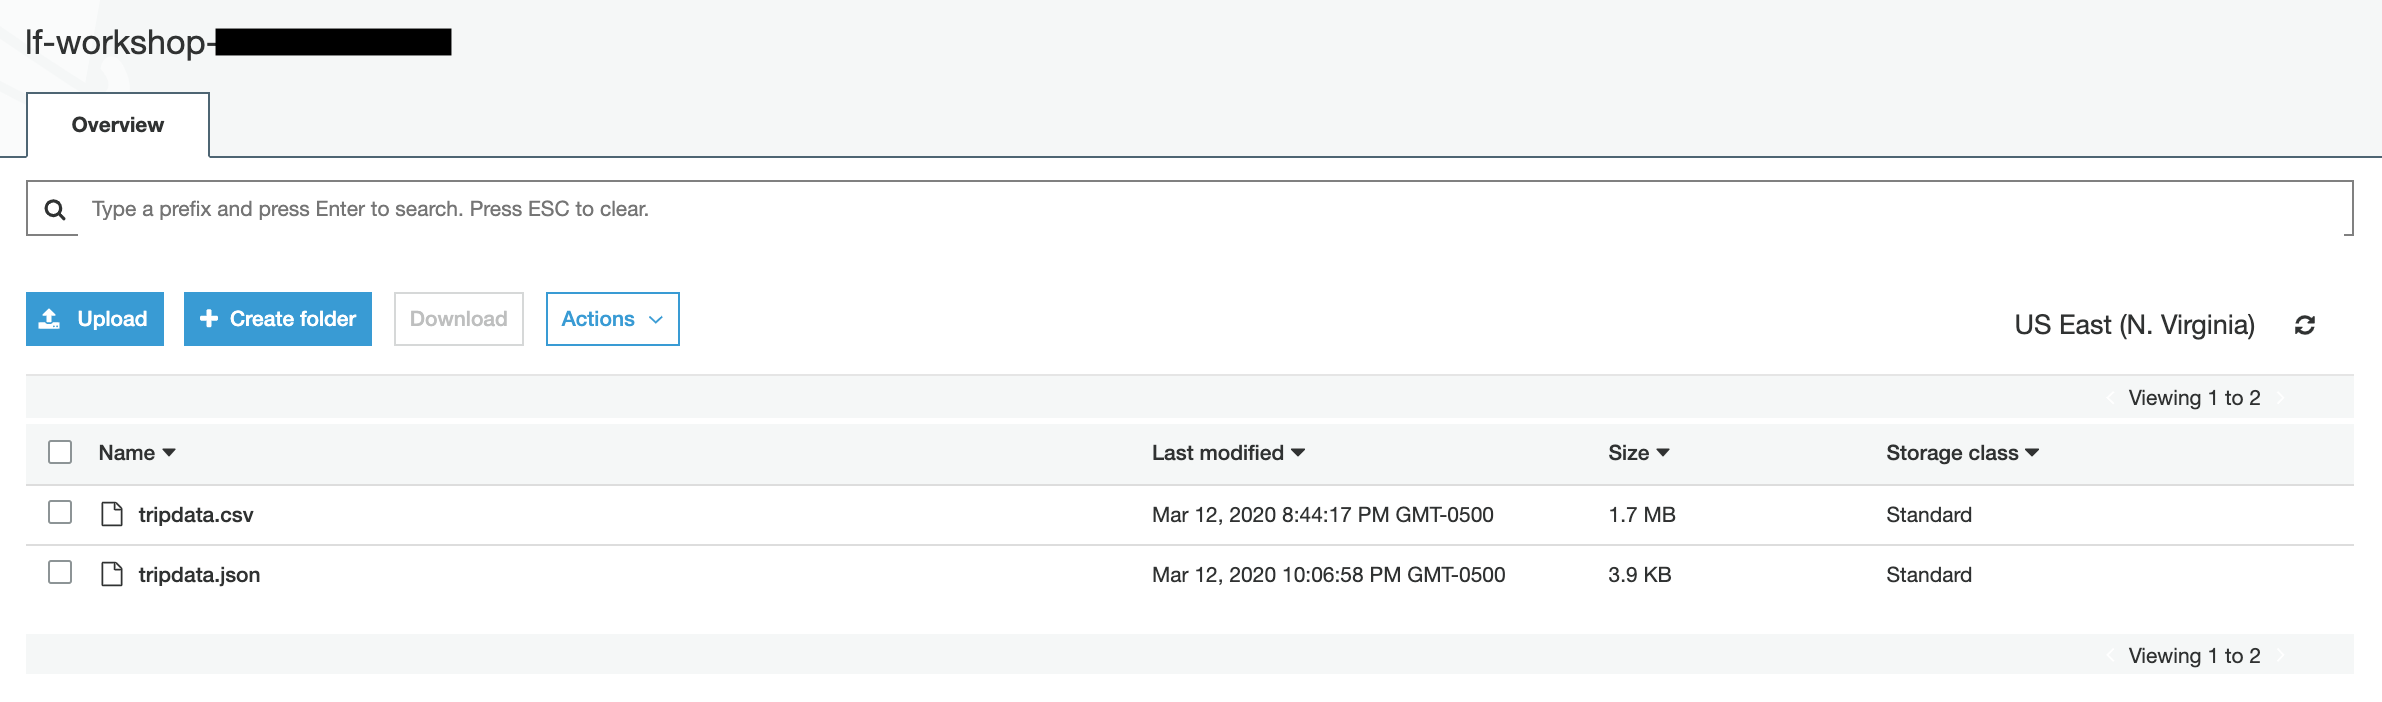 lf-workshop-
Overview
Type a prefix and press Enter to search. Press ESC to clear.
Upload Create folder Download Actions US East (N. Virginia)
Viewing 1 to 2
Name Last modified Size Storage class
tripdata.csv Mar 12, 2020 8:44:17 PM GMT-0500 1.7 MB Standard
tripdata.json Mar 12, 2020 10:06:58 PM GMT-0500 3.9 KB Standard
Viewing 1 to 2